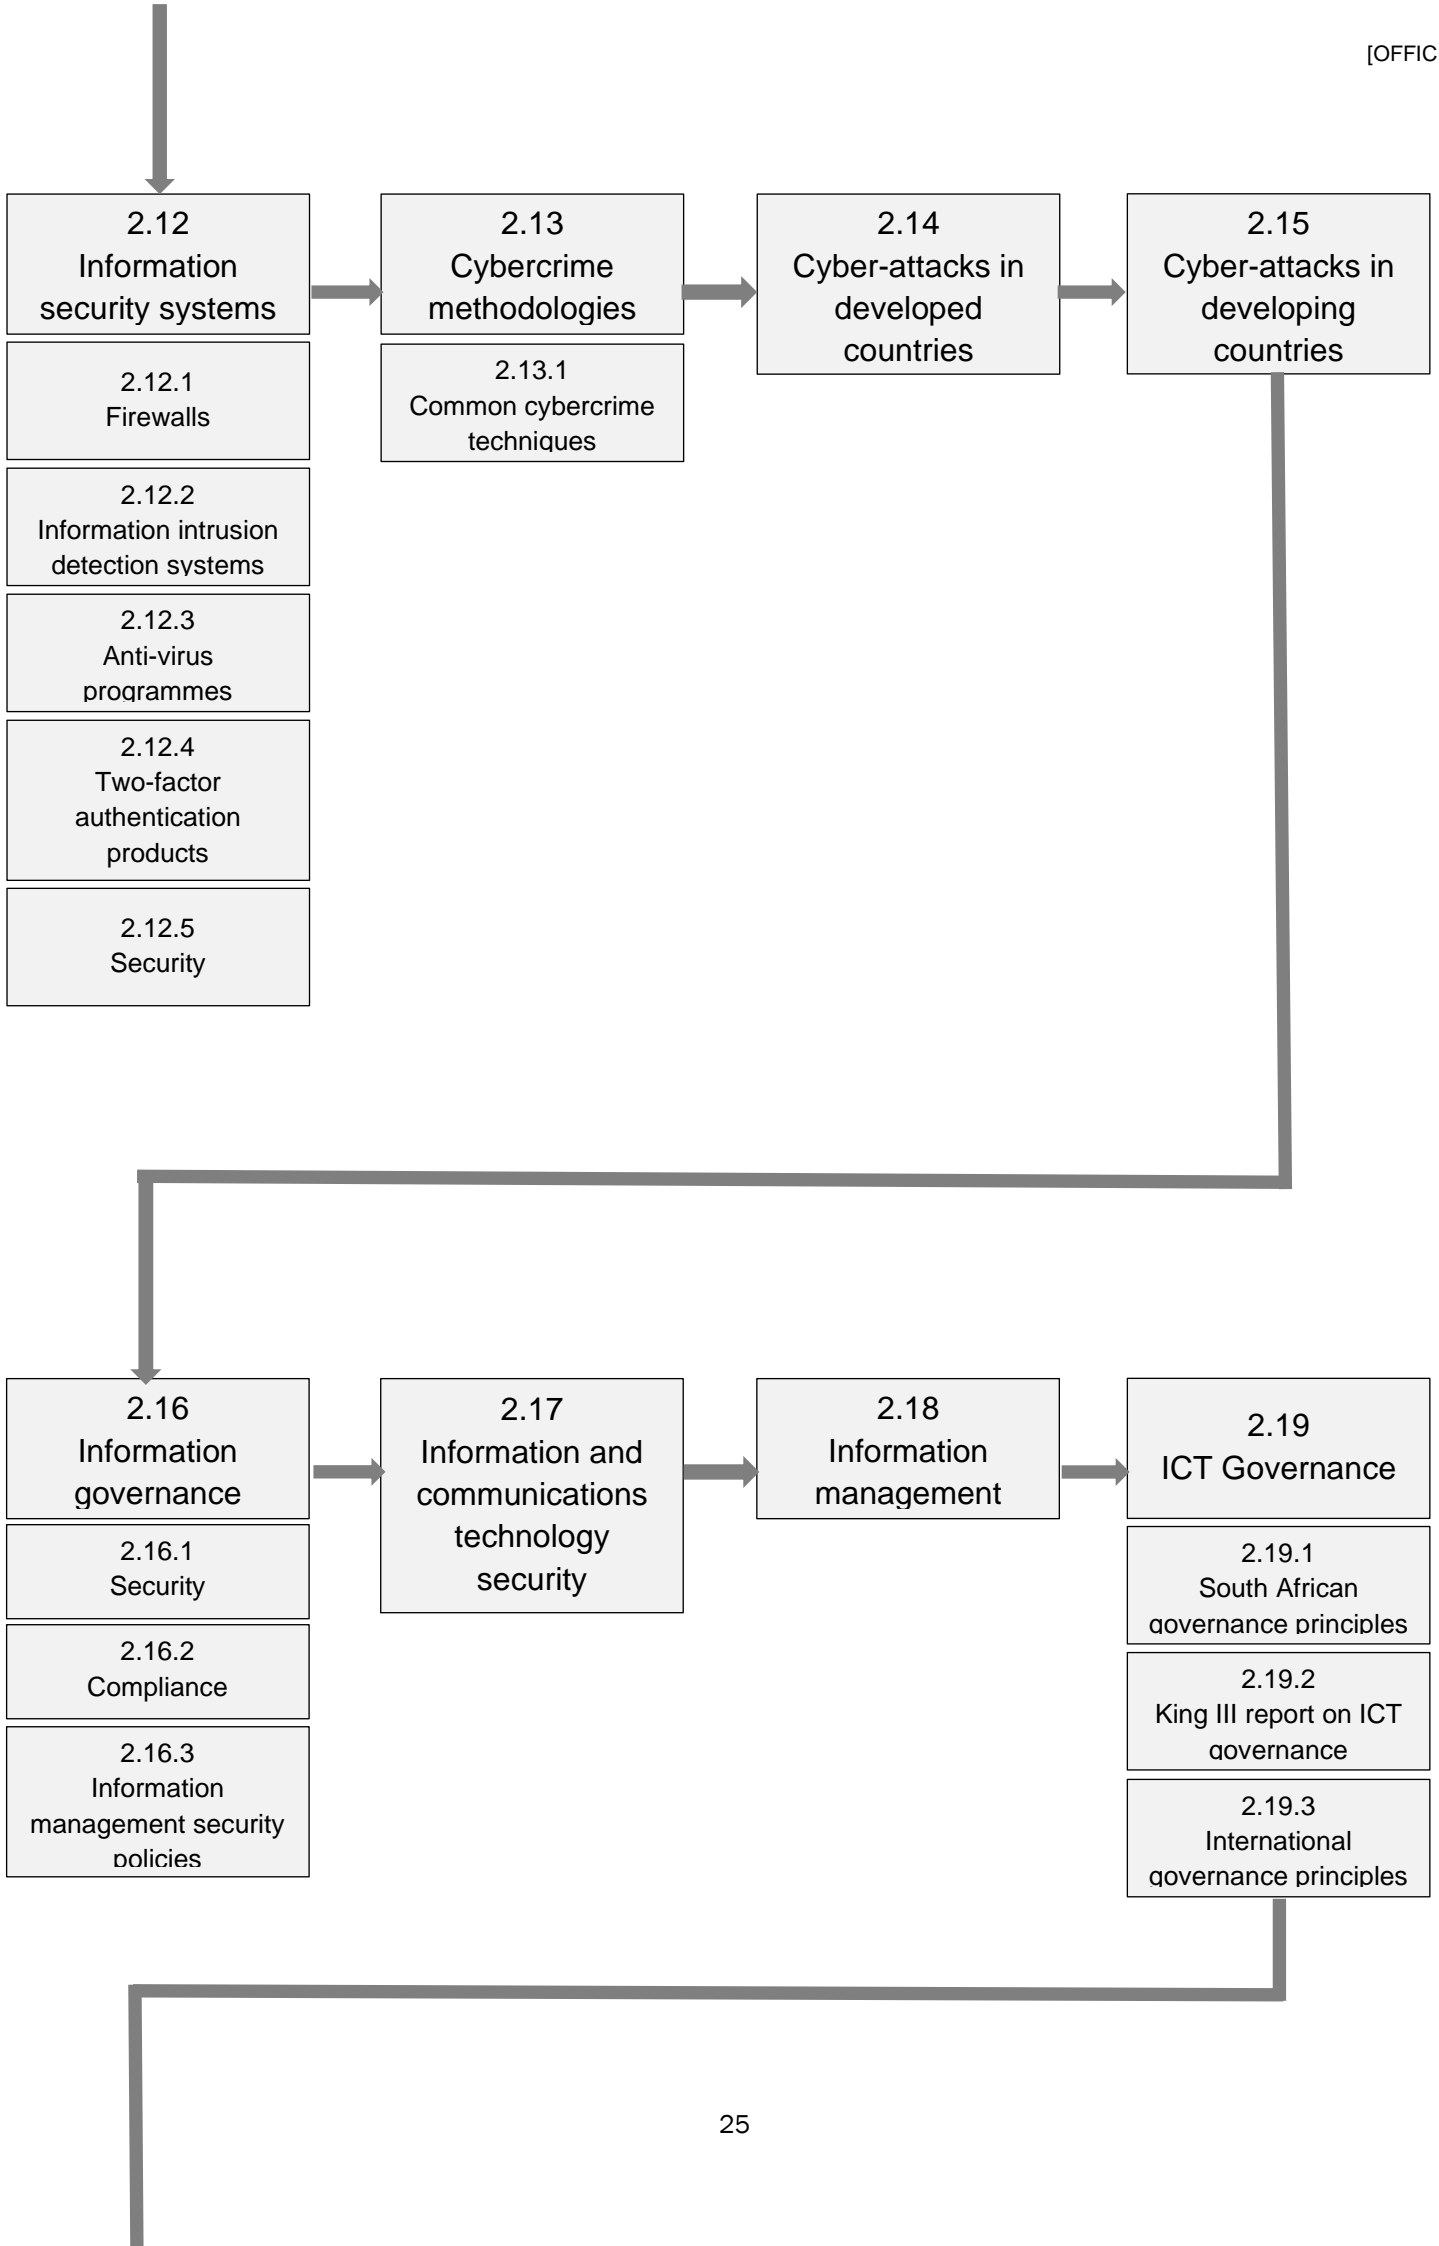 [OFFIC
2.12
Information
security systems
2.13
Cybercrime
methodologies
2.14
Cyber-attacks in
developed
countries
2.15
Cyber-attacks in
developing
countries
2.12.1
Firewalls
2.13.1
Common cybercrime
techniques
2.12.2
Information intrusion
detection systems
2.12.3
Anti-virus
programmes
2.12.4
Two-factor
authentication
products
2.12.5
Security
2.16
Information
governance
2.17
Information and
communications
technology
security
2.18
Information
management
2.19
ICT Governance
2.16.1
Security
2.16.2
Compliance
2.16.3
Information
management security
policies
2.19.1
South African
governance principles
2.19.2
King III report on ICT
governance
2.19.3
International
governance principles
25